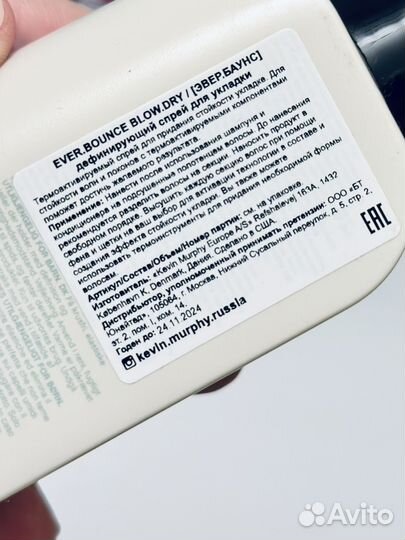 EVER.BOUNCE BLOW.DRY / [ЭВЕР.БАУНС]
дефинирующий спрей для укладки
Термоактивируемый спрей для придания стойкости укладке. Для
стойкости волн и локонов с термоактивируемыми компонентами
поможет достичь желаемого результата.
Применение: Нанести после использования шампуня и
кондиционера на подсушенные полотенцем волосы. До нанесения
рекомендуется разделить волосы на секции. Наносить продукт в
свободном порядке. Высушить каждую секцию волос при помощи
фена и щетки на ваш выбор для активации технологии в составе и
создания эффекта стойкости укладки. Вы также можете
использовать термоинструменты для придания необходимой формы
волосам.
Артикул/Состав/Объем/Номер партии: см. на упаковке
Изготовитель: «Kevin Murphy Europe A/S» Refshalevej 163A, 1432
København K, Denmark, Дания. Сделано в США.
Дистрибьютор, уполномоченный принимать претензии: ООО «БТ
Юнайтед», 105064, г. Москва, Нижний Сусальный переулок, д. 5, стр. 2,
эт. 2. пом. I, ком. 14.
Годен до: 24 11 2024
kevin.murphy.russia
EAC
Avito